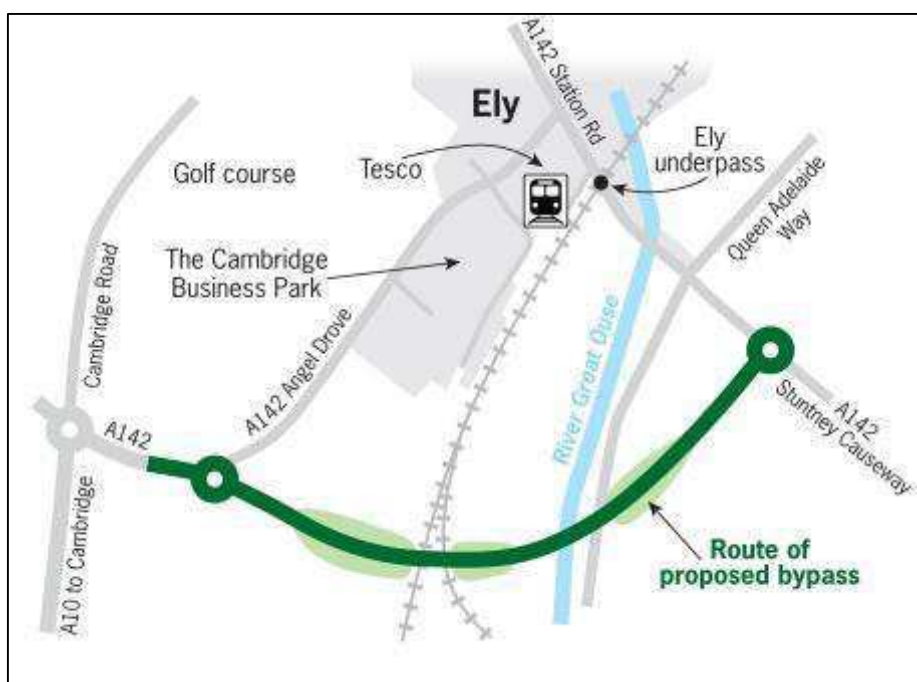 A142 Station Rd
Ely
Tesco
Ely
underpass
Golf course
Queen Adelaide
Way
The Cambridge
Business Park
Cambridge Road
A142 Angel Drove
River Great Ouse
A142
A142
Stuntney Causeway
A10 to Cambridge
Route of
proposed bypass